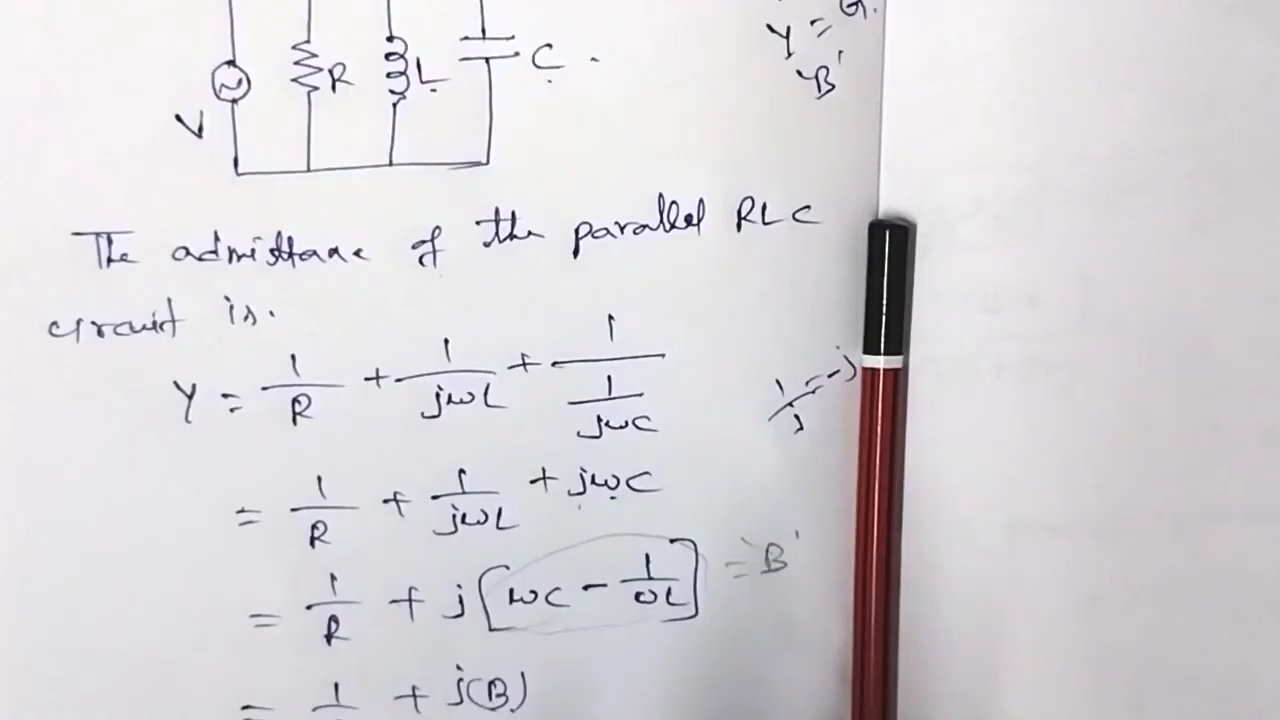 Y = G.
'B'
R
L
C .
V
The admittane of the parallel RLC
circuit is.
Y = 1/R + 1/jωL + 1/(1/jωC)
1/j = -j
= 1/R + 1/jωL + jωC
= 1/R + j[ωC - 1/ωL] = 'B'
= 1 + j(B)